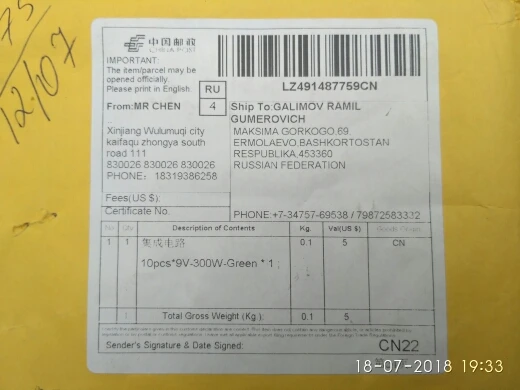 75
12/07
中国邮政
CHINA POST
IMPORTANT:
The item/parcel may be
opened officially.
Please print in English.
RU
4
LZ491487759CN
From:MR CHEN
Xinjiang Wulumuqi city
kaifaqu zhongya south
road 111
830026 830026 830026
PHONE: 18319386258
Ship To:GALIMOV RAMIL
GUMEROVICH
MAKSIMA GORKOGO,69,
ERMOLAEVO,BASHKORTOSTAN
RESPUBLIKA,453360
RUSSIAN FEDERATION
Fees(US $):
Certificate No.
PHONE:+7-34757-69538 / 79872583332
No Qt Description of Contents Kg. Val(US $) Goods Origin
1 1 集成电路 0.1 5 CN
10pcs*9V-300W-Green * 1 ;
1 Total Gross Weight (Kg.) 0.1 5
Sender's Signature & Date Signed: CN22
18-07-2018 19:33